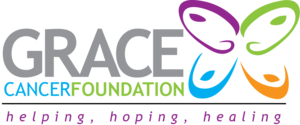 GRACE
CANCERFOUNDATION
helping, hoping, healing